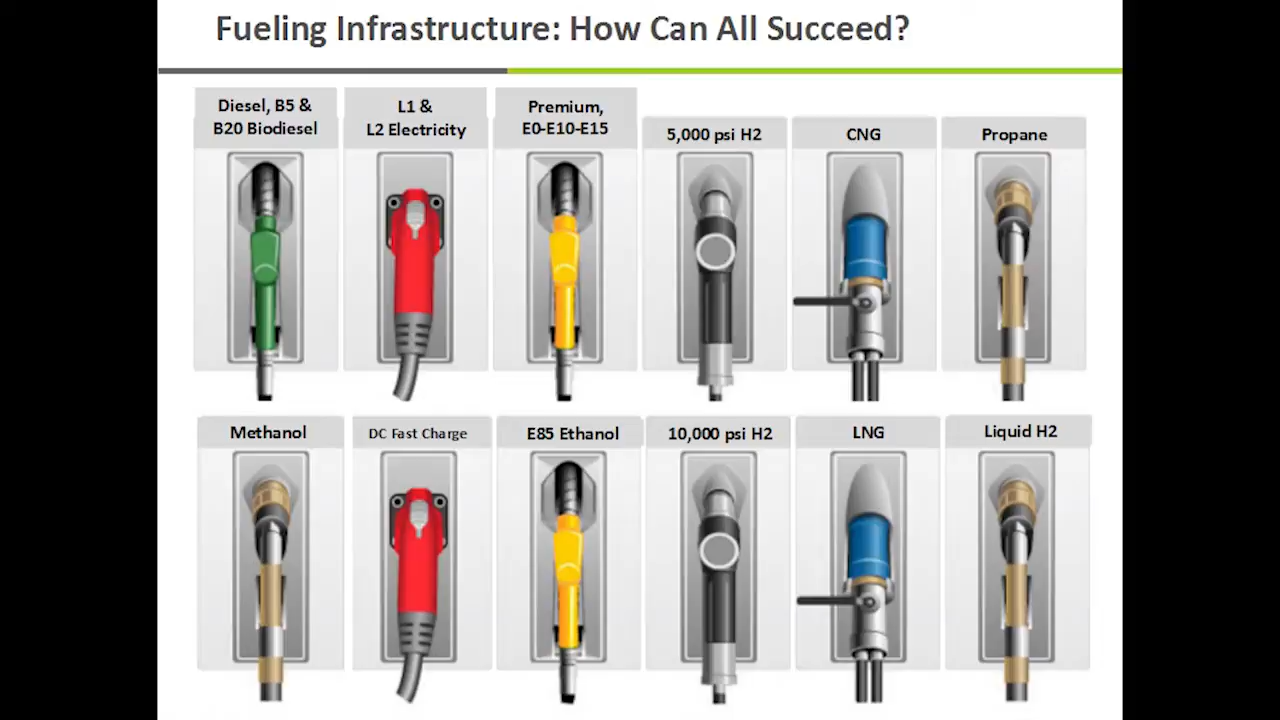 Fueling Infrastructure: How Can All Succeed?
Diesel, B5 &
B20 Biodiesel
L1 &
L2 Electricity
Premium,
E0-E10-E15
5,000 psi H2
CNG
Propane
Methanol
DC Fast Charge
E85 Ethanol
10,000 psi H2
LNG
Liquid H2